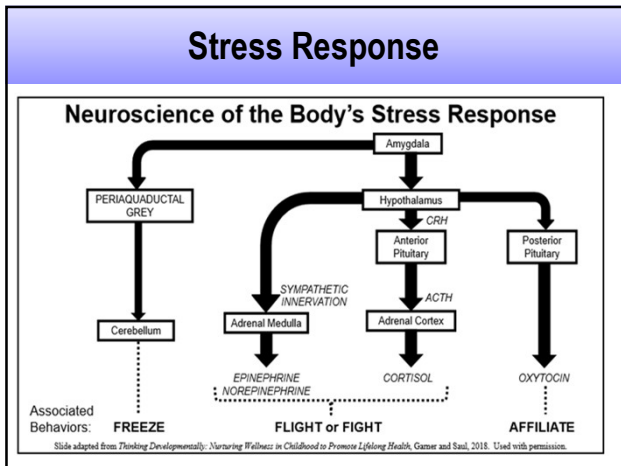 Stress Response
Neuroscience of the Body's Stress Response
Amygdala
PERIAQUADUCTAL
GREY
Hypothalamus
CRH
Anterior
Pituitary
Posterior
Pituitary
SYMPATHETIC
INNERVATION
ACTH
Cerebellum
Adrenal Medulla
Adrenal Cortex
EPINEPHRINE
NOREPINEPHRINE
CORTISOL
OXYTOCIN
Associated
Behaviors: FREEZE FLIGHT or FIGHT AFFILIATE
Slide adapted from Thinking Developmentally: Nurturing Wellness in Childhood to Promote Lifelong Health, Garner and Saul, 2018. Used with permission.